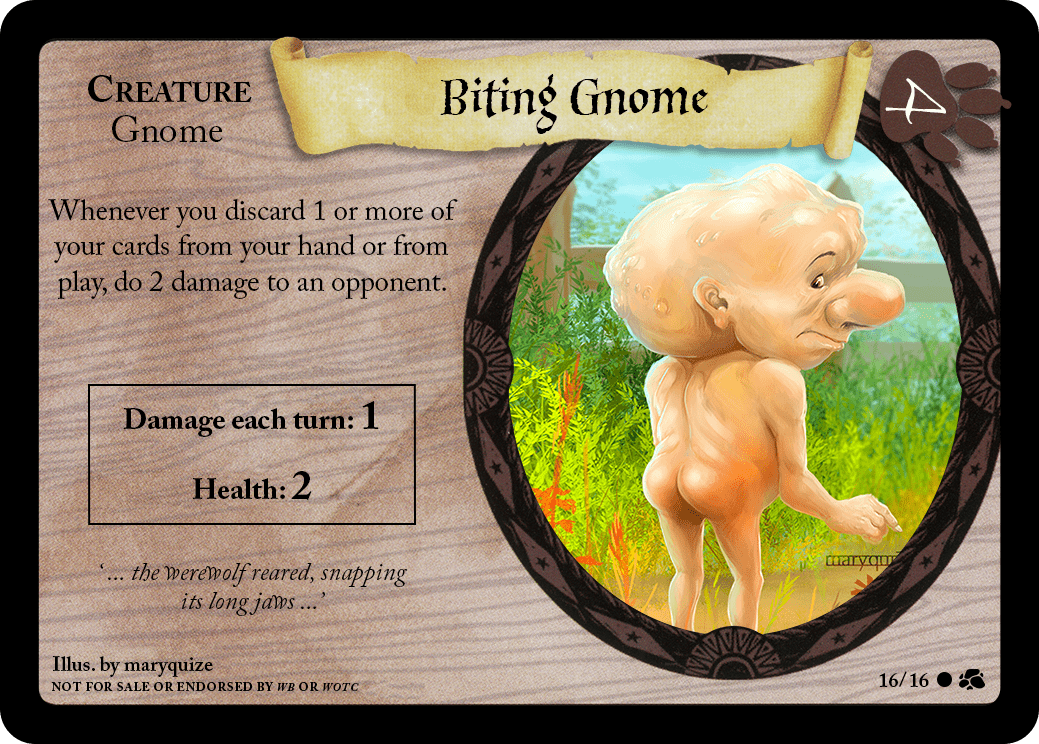 Biting Gnome
4
CREATURE
Gnome
Whenever you discard 1 or more of
your cards from your hand or from
play, do 2 damage to an opponent.
Damage each turn: 1
Health: 2
‘ ... the werewolf reared, snapping
its long jaws ...’
maryqui
Illus. by maryquize
NOT FOR SALE OR ENDORSED BY WB OR WOTC
16/16